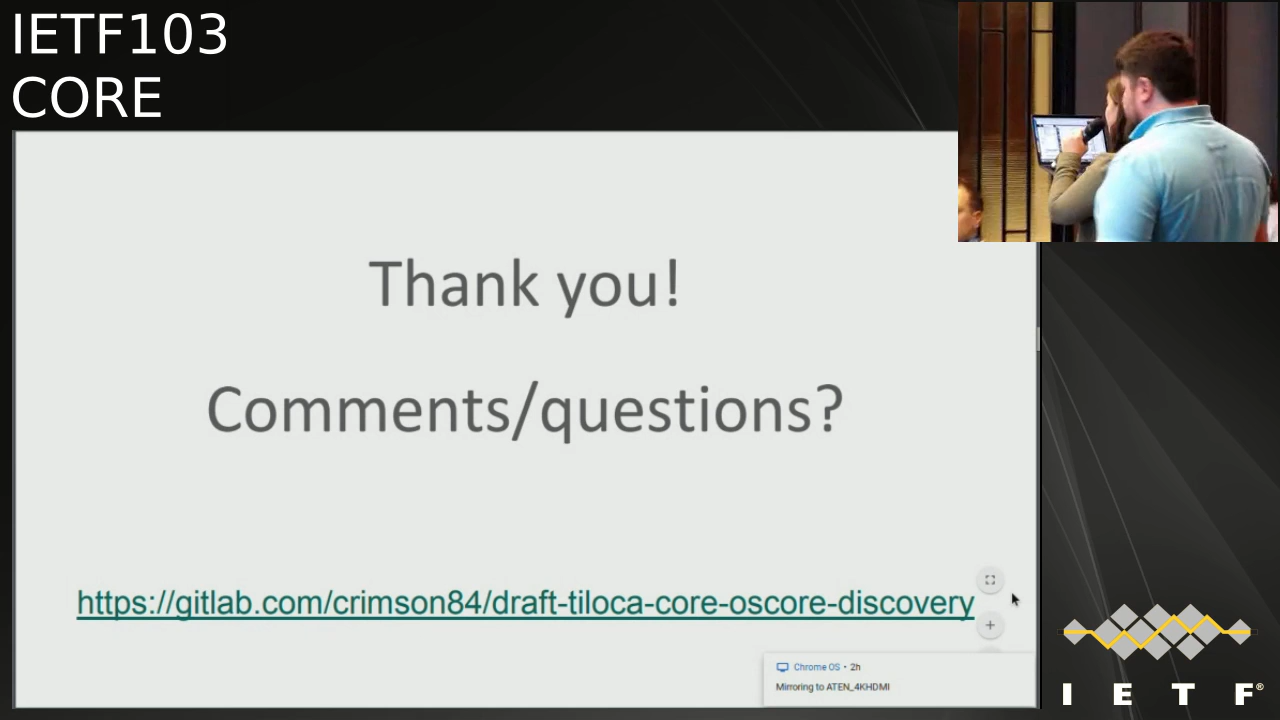 IETF103
CORE
Thank you!
Comments/questions?
https://gitlab.com/crimson84/draft-tiloca-core-oscore-discovery
Chrome OS • 2h
Mirroring to ATEN_4KHDMI
I E T F®